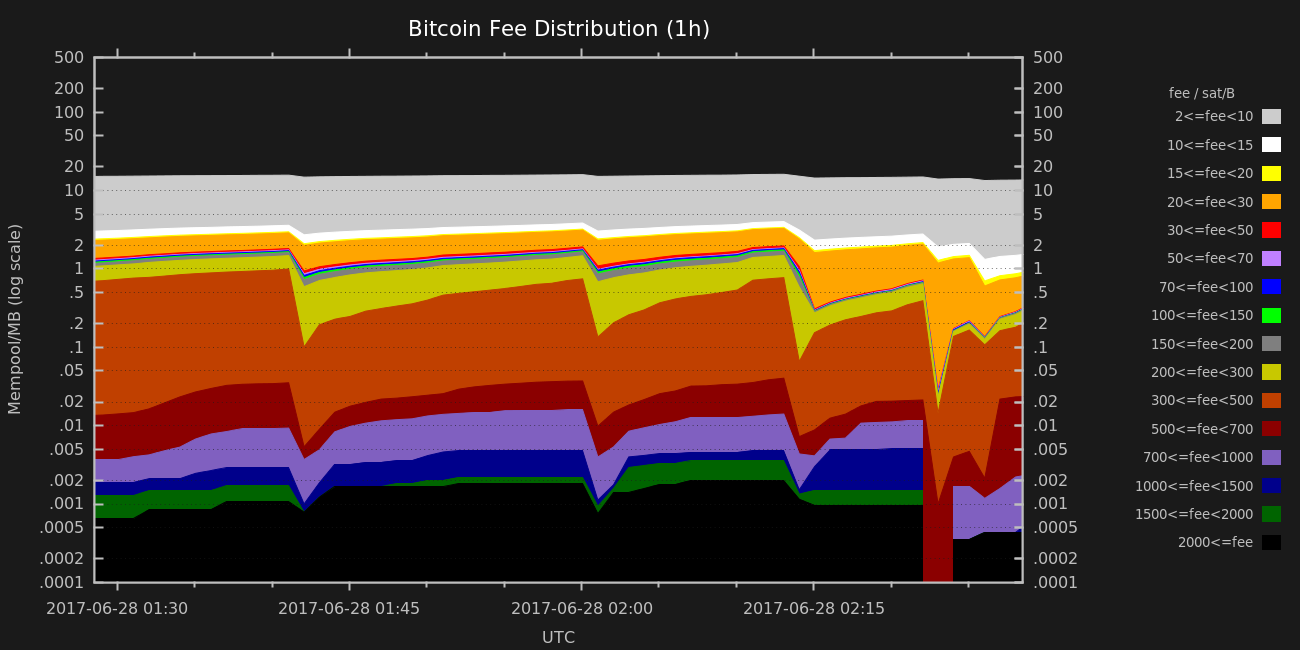 Bitcoin Fee Distribution (1h)
Mempool/MB (log scale)
500
200
100
50
20
10
5
2
1
.5
.2
.1
.05
.02
.01
.005
.002
.001
.0005
.0002
.0001
500
200
100
50
20
10
5
2
1
.5
.2
.1
.05
.02
.01
.005
.002
.001
.0005
.0002
.0001
fee / sat/B
2<=fee<10
10<=fee<15
15<=fee<20
20<=fee<30
30<=fee<50
50<=fee<70
70<=fee<100
100<=fee<150
150<=fee<200
200<=fee<300
300<=fee<500
500<=fee<700
700<=fee<1000
1000<=fee<1500
1500<=fee<2000
2000<=fee
2017-06-28 01:30
2017-06-28 01:45
2017-06-28 02:00
2017-06-28 02:15
UTC